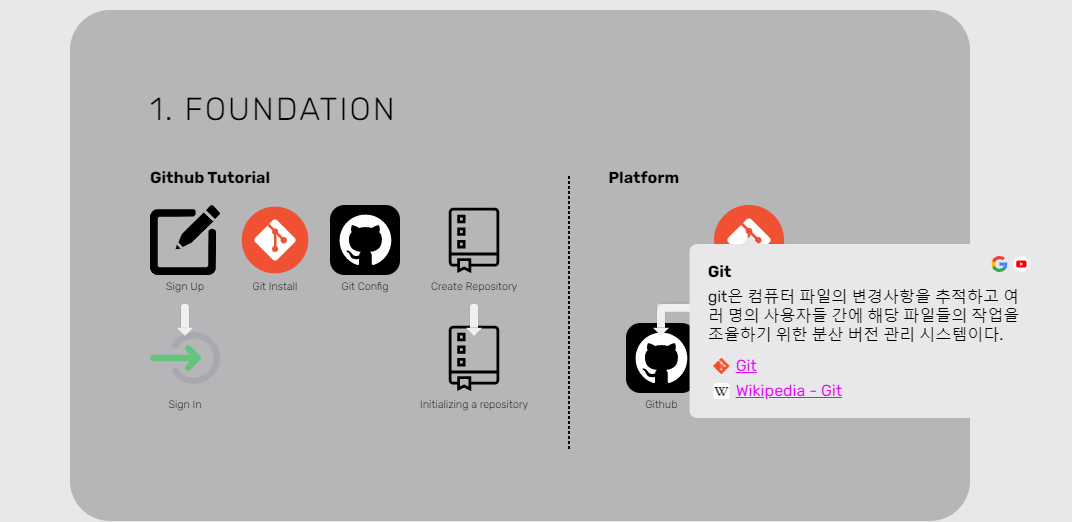 1. FOUNDATION
Github Tutorial
Sign Up
Git Install
Git Config
Create Repository
Sign In
Initializing a repository
Platform
Github
Git
git은 컴퓨터 파일의 변경사항을 추적하고 여
러 명의 사용자들 간에 해당 파일들의 작업을
조율하기 위한 분산 버전 관리 시스템이다.
Git
W Wikipedia - Git